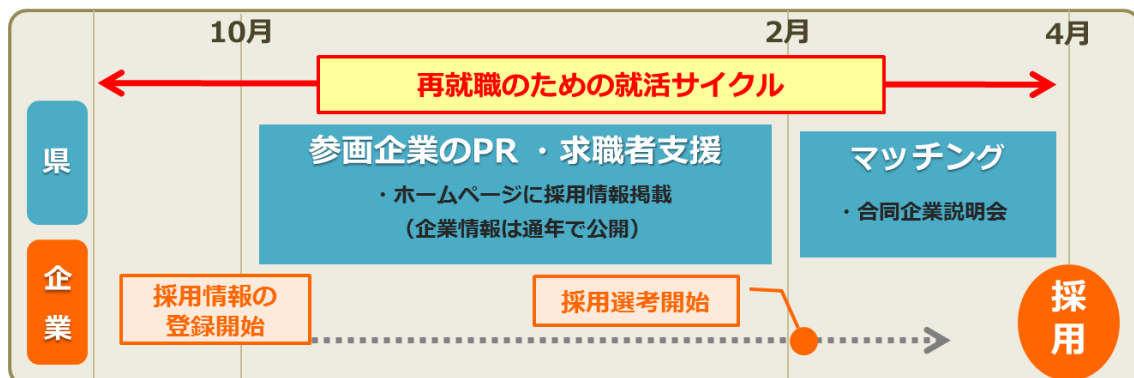 10月
2月
4月
再就職のための就活サイクル
県
参画企業のPR ・求職者支援
・ホームページに採用情報掲載
（企業情報は通年で公開）
マッチング
・合同企業説明会
企業
採用情報の
登録開始
採用選考開始
採用